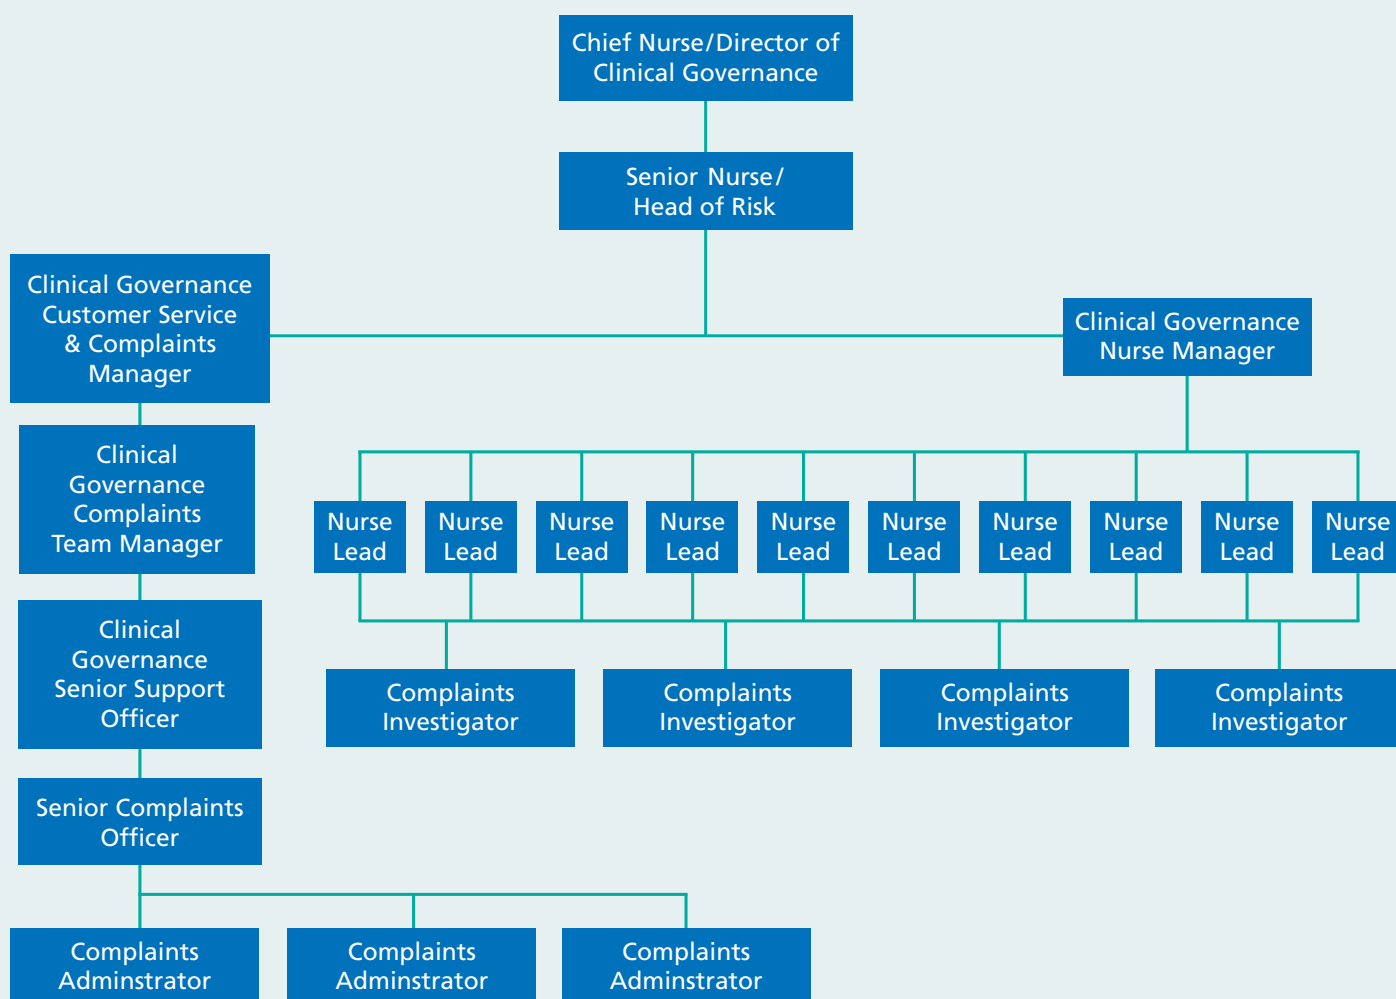 Chief Nurse/Director of
Clinical Governance
Senior Nurse/
Head of Risk
Clinical Governance
Customer Service
& Complaints
Manager
Clinical Governance
Nurse Manager
Clinical
Governance
Complaints
Team Manager
Nurse
Lead
Nurse
Lead
Nurse
Lead
Nurse
Lead
Nurse
Lead
Nurse
Lead
Nurse
Lead
Nurse
Lead
Nurse
Lead
Nurse
Lead
Clinical
Governance
Senior Support
Officer
Complaints
Investigator
Complaints
Investigator
Complaints
Investigator
Complaints
Investigator
Senior Complaints
Officer
Complaints
Adminstrator
Complaints
Adminstrator
Complaints
Adminstrator